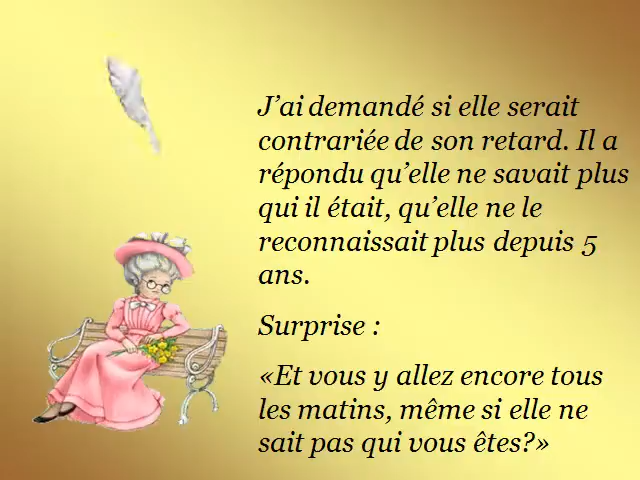 J’ai demandé si elle serait
contrariée de son retard. Il a
répondu qu’elle ne savait plus
qui il était, qu’elle ne le
reconnaissait plus depuis 5
ans.
Surprise :
«Et vous y allez encore tous
les matins, même si elle ne
sait pas qui vous êtes?»